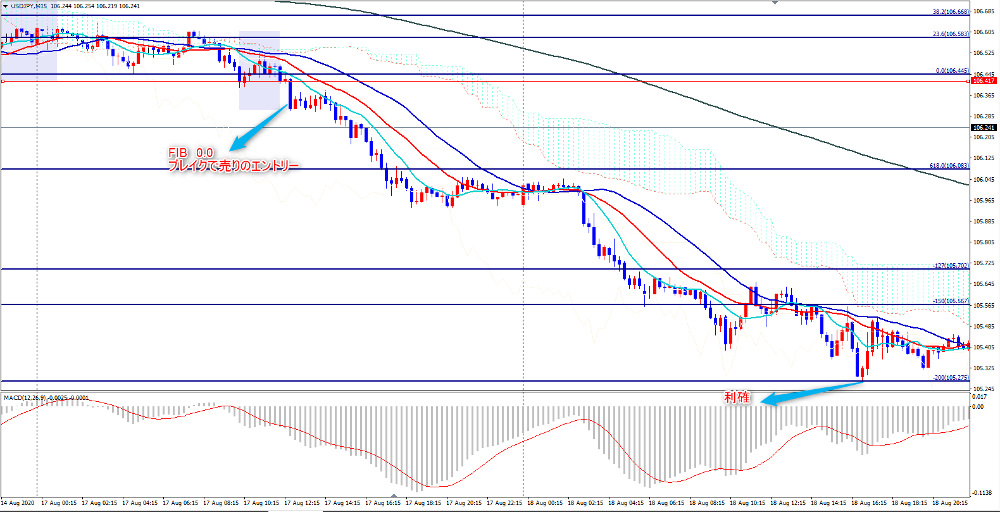 USDJPY,M15 106.244 106.254 106.219 106.241
38.2(106.668)
106.685
106.605
23.6(106.583)
106.525
0.0(106.445)
106.445
106.417
106.365
106.285
106.241
106.205
FIB 0.0
ブレイクで売りのエントリー
106.125
618.0(106.083)
106.045
105.965
105.885
105.805
105.725
-127(105.702)
105.645
-150(105.567)
105.565
105.485
105.405
105.325
-200(105.275)
105.245
利確
MACD(12,26,9) -0.0025 -0.0001
0.017
0.00
-0.1138
14 Aug 2020
17 Aug 00:15
17 Aug 02:15
17 Aug 04:15
17 Aug 06:15
17 Aug 08:15
17 Aug 10:15
17 Aug 12:15
17 Aug 14:15
17 Aug 16:15
17 Aug 18:15
17 Aug 20:15
17 Aug 22:15
18 Aug 00:15
18 Aug 02:15
18 Aug 04:15
18 Aug 06:15
18 Aug 08:15
18 Aug 10:15
18 Aug 12:15
18 Aug 14:15
18 Aug 16:15
18 Aug 18:15
18 Aug 20:15